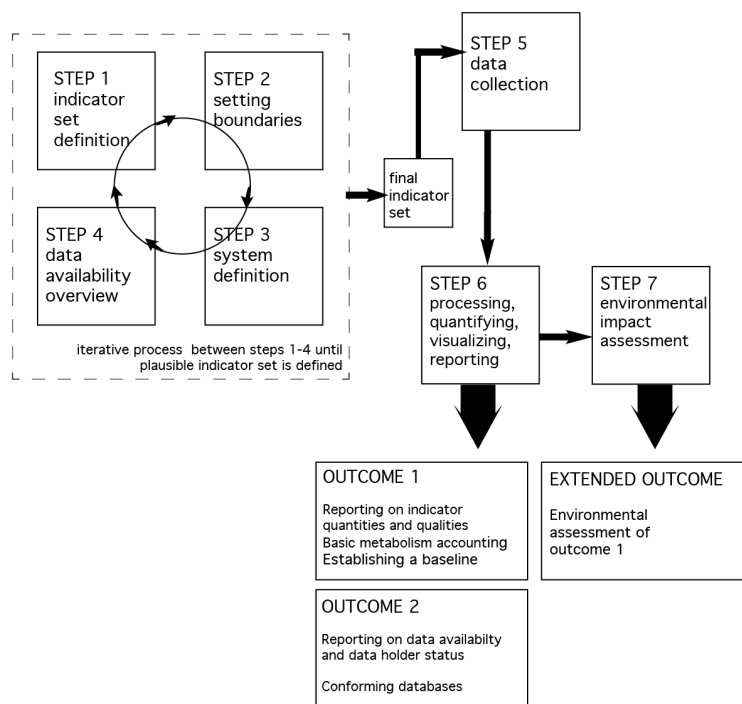 STEP 1
indicator
set
definition
STEP 2
setting
boundaries
STEP 4
data
availability
overview
STEP 3
system
definition
iterative process between steps 1-4 until
plausible indicator set is defined
final
indicator
set
STEP 5
data
collection
STEP 6
processing,
quantifying,
visualizing,
reporting
STEP 7
environmental
impact
assessment
OUTCOME 1
Reporting on indicator
quantities and qualities
Basic metabolism accounting
Establishing a baseline
EXTENDED OUTCOME
Environmental
assessment of
outcome 1
OUTCOME 2
Reporting on data availabilty
and data holder status
Conforming databases